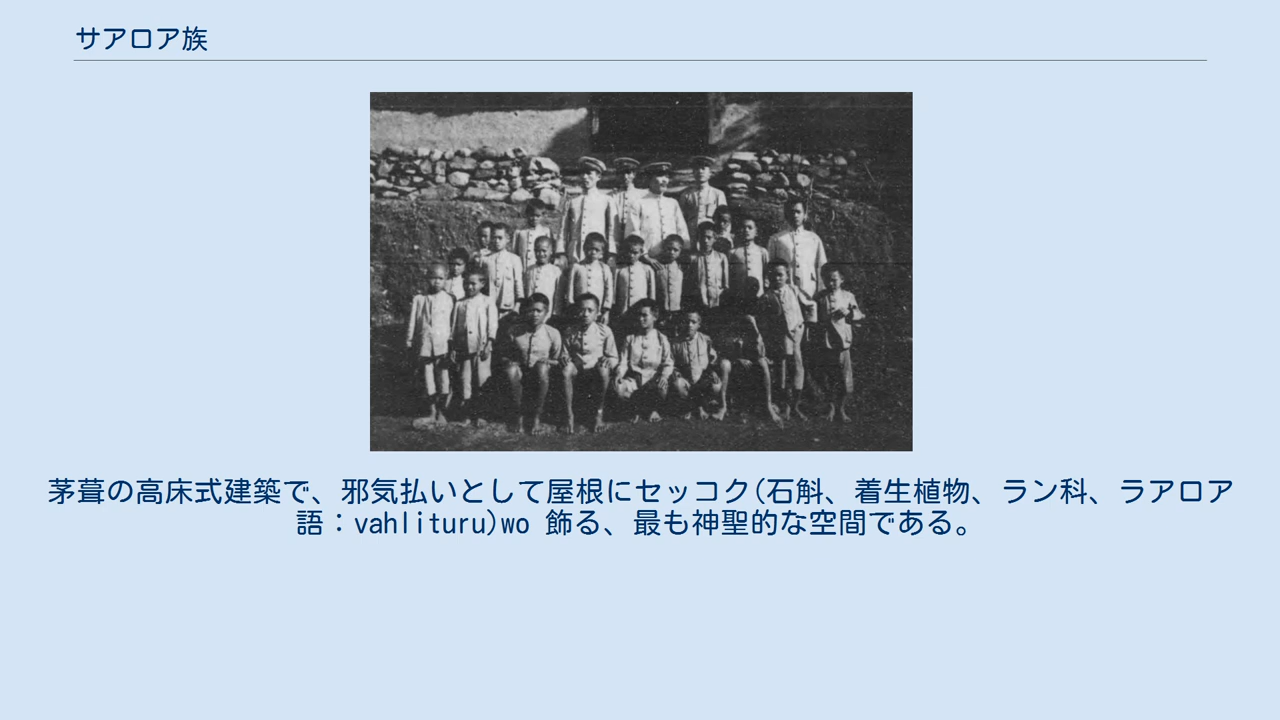 サアロア族
茅葺の高床式建築で、邪気払いとして屋根にセッコク(石斛、着生植物、ラン科、ラアロア
語：vahlituru)wo 飾る、最も神聖的な空間である。